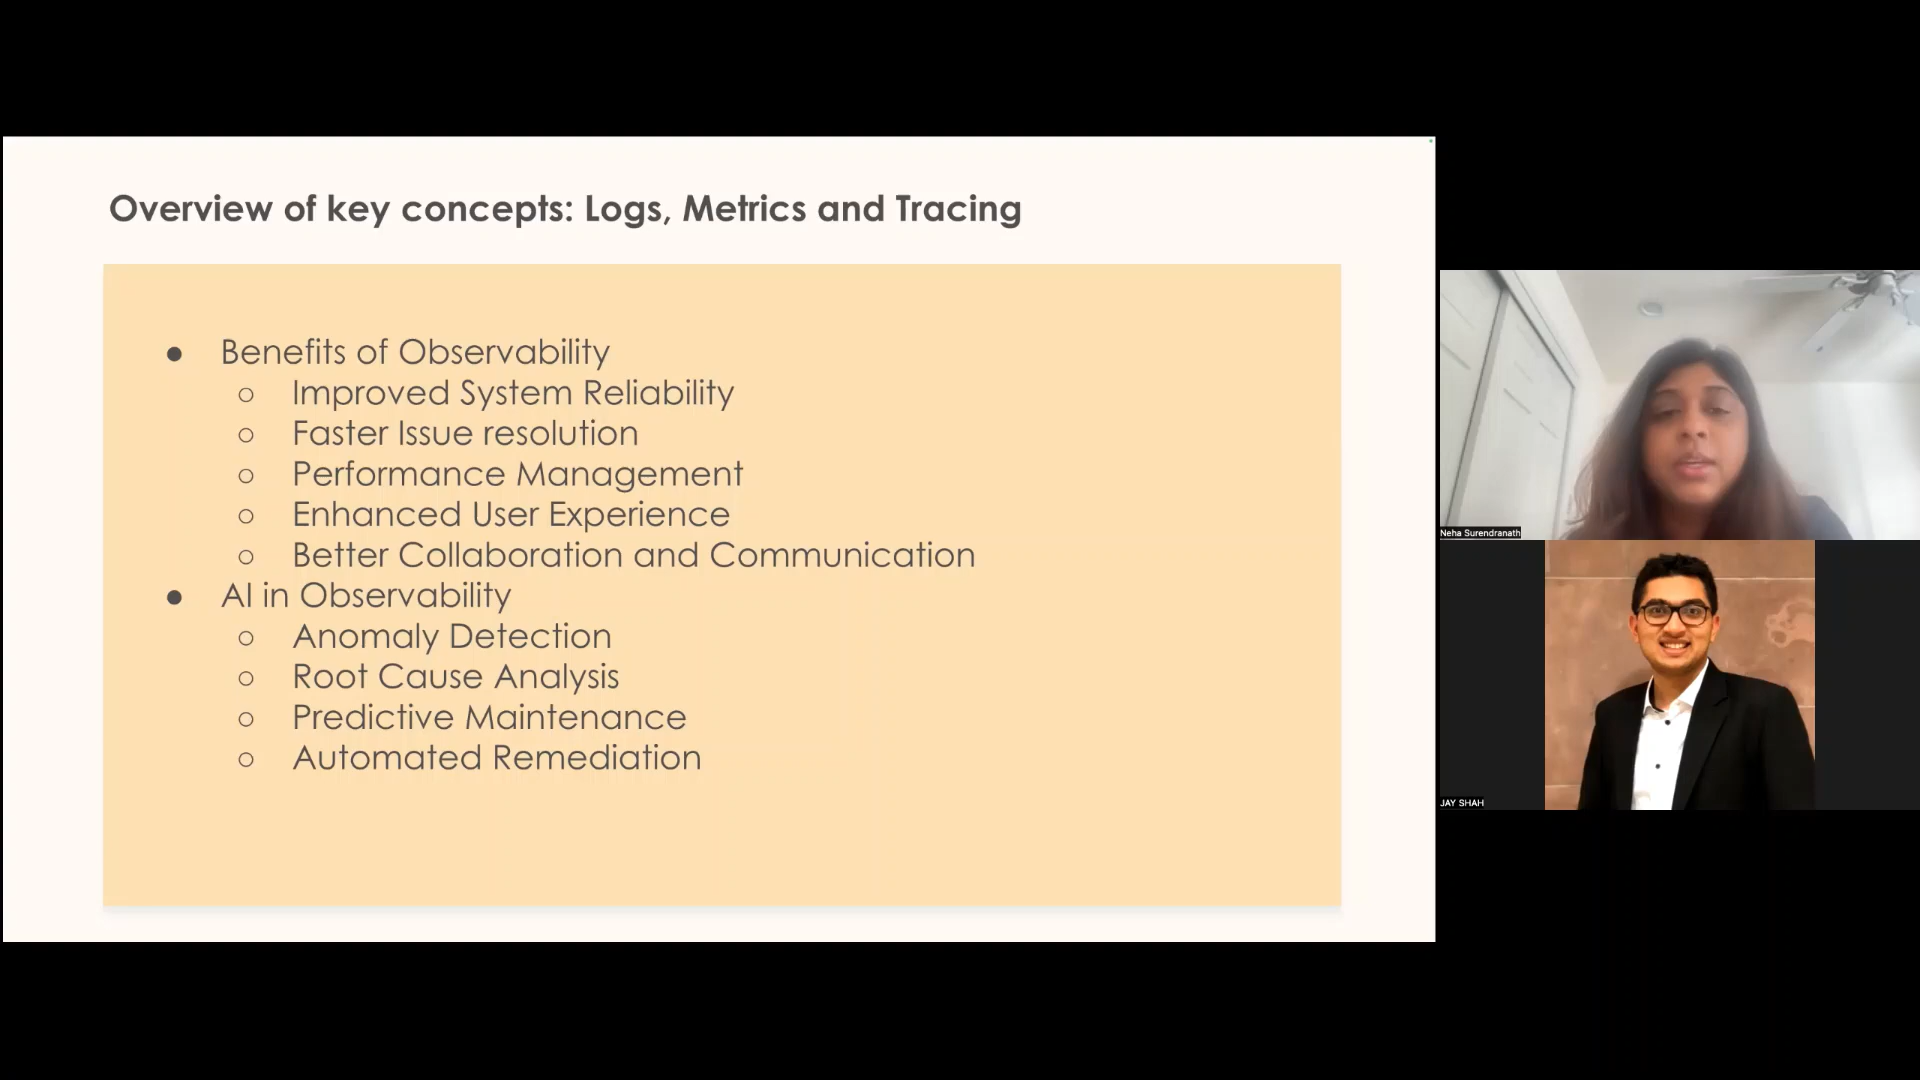 Overview of key concepts: Logs, Metrics and Tracing
● Benefits of Observability
○ Improved System Reliability
○ Faster Issue resolution
○ Performance Management
○ Enhanced User Experience
○ Better Collaboration and Communication
● AI in Observability
○ Anomaly Detection
○ Root Cause Analysis
○ Predictive Maintenance
○ Automated Remediation
Neha Surendranath
JAY SHAH